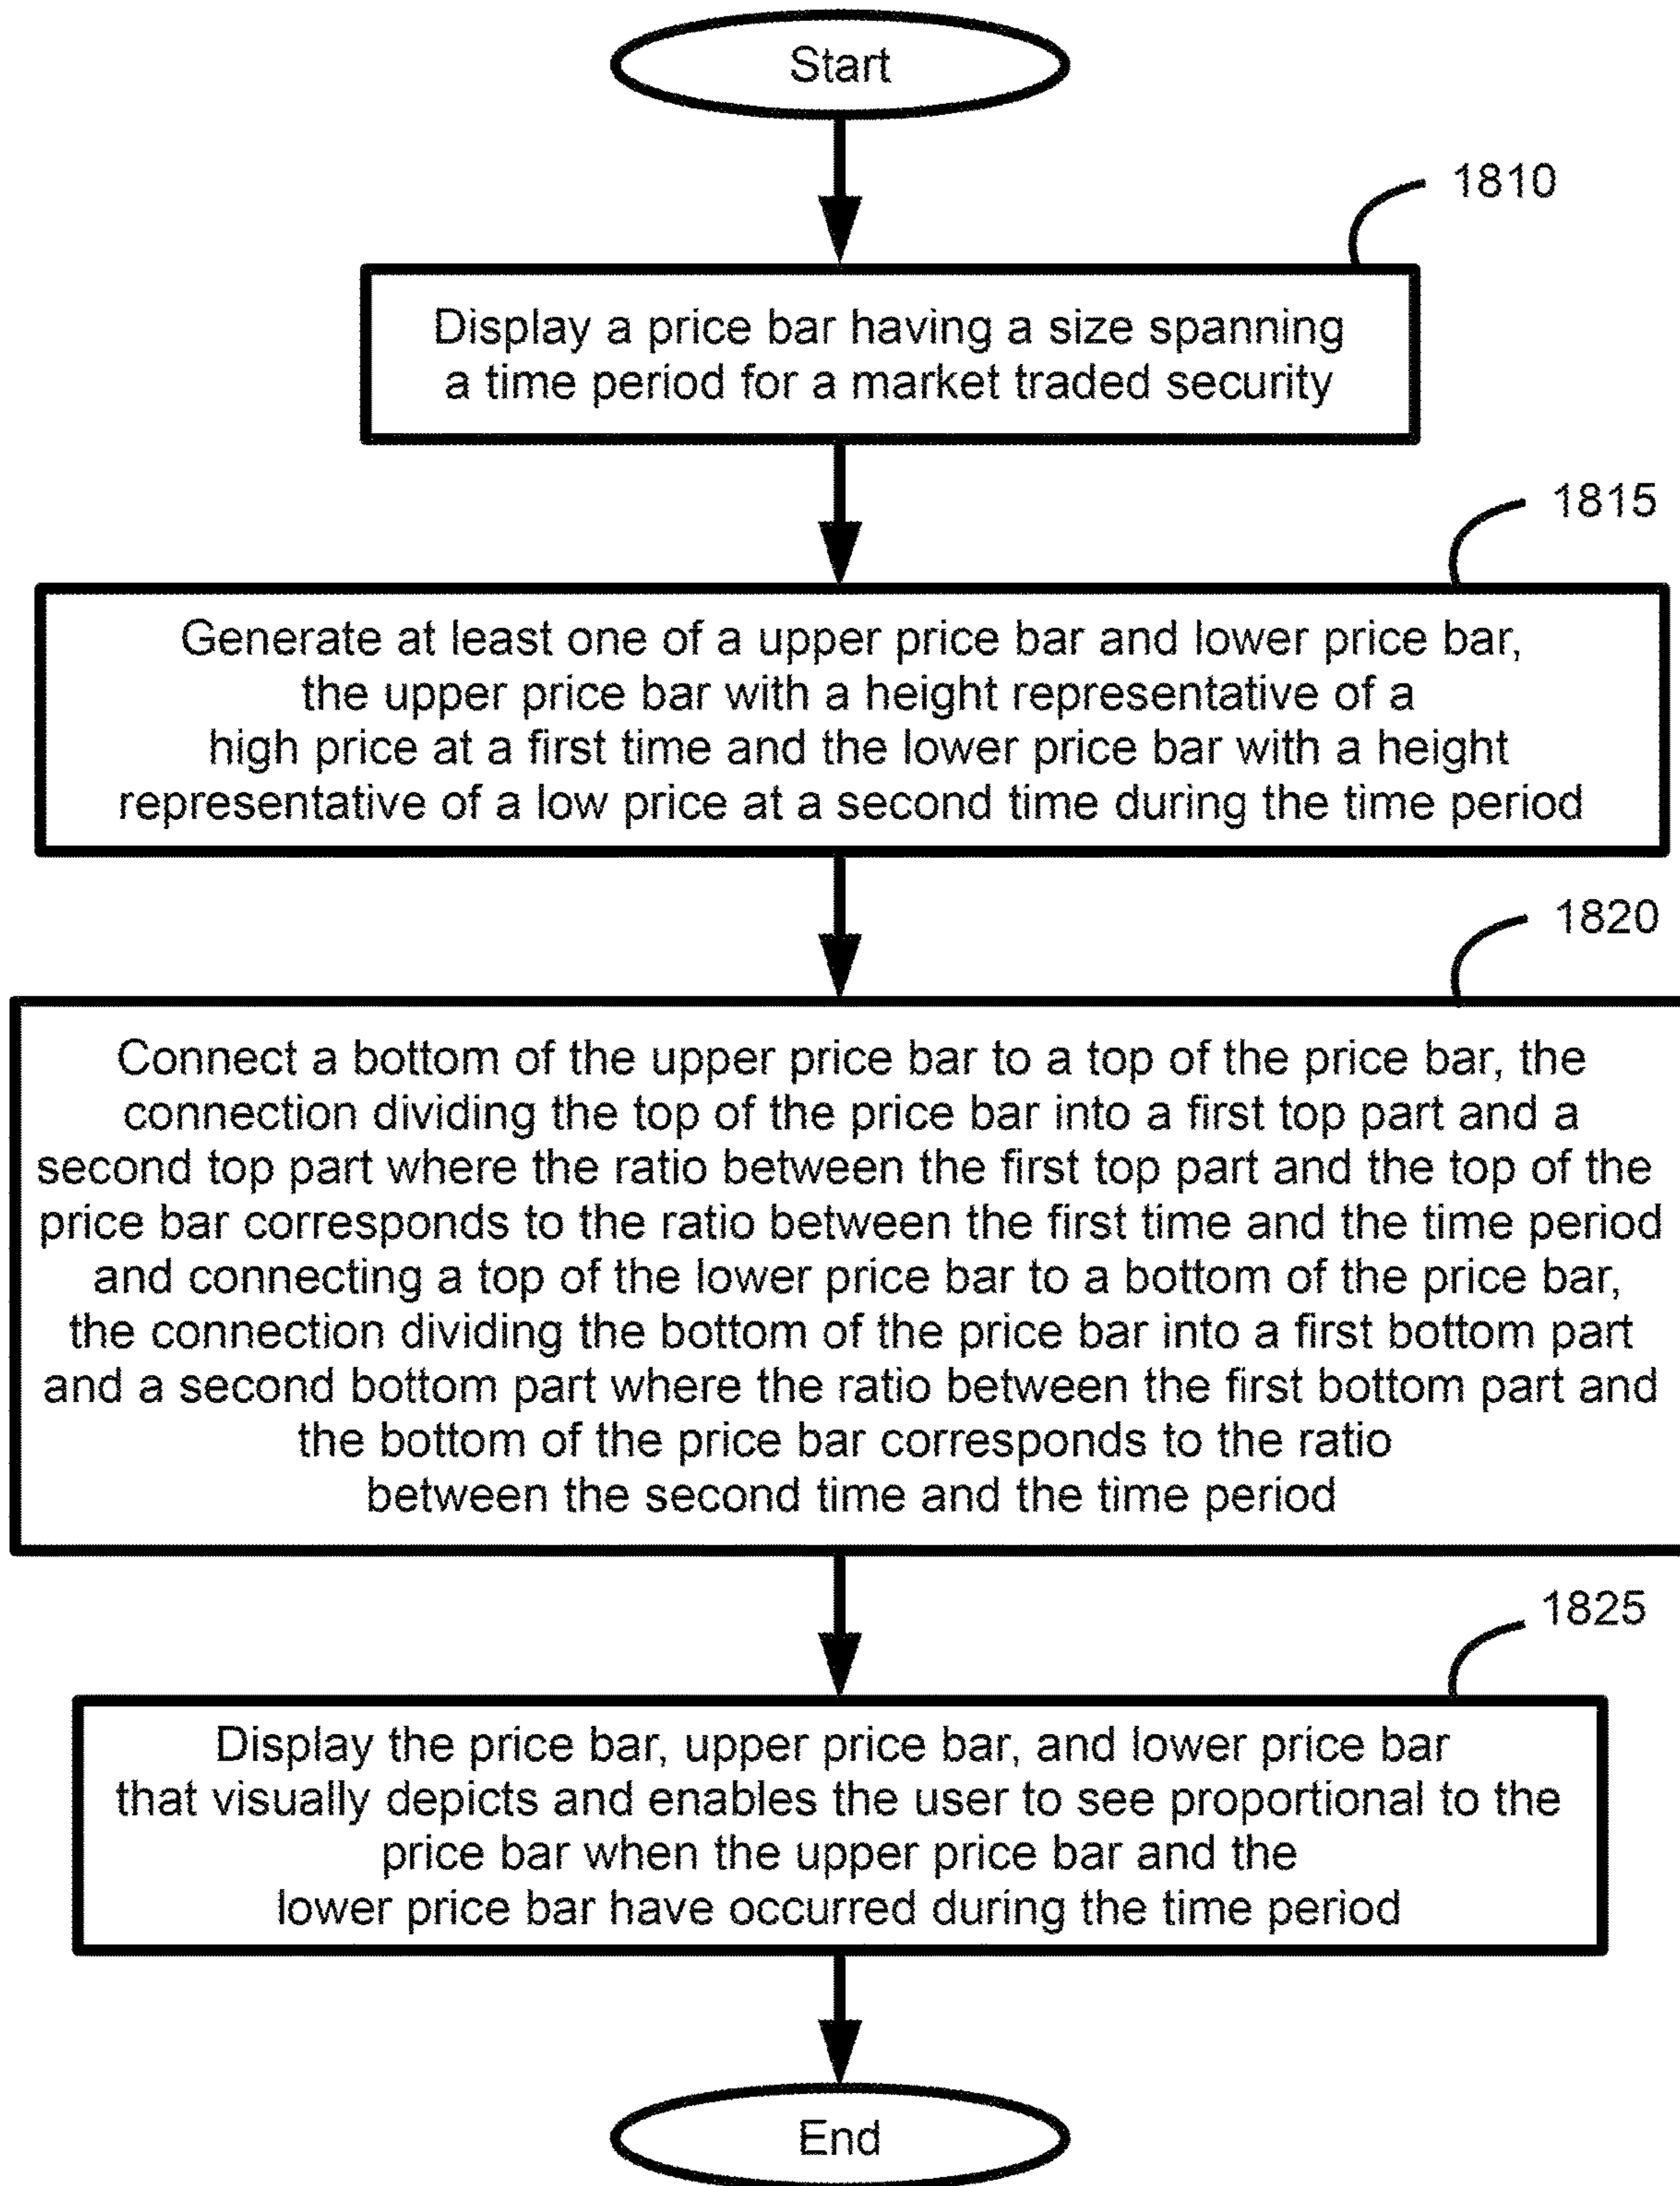 Start
1810
Display a price bar having a size spanning
a time period for a market traded security
1815
Generate at least one of a upper price bar and lower price bar,
the upper price bar with a height representative of a
high price at a first time and the lower price bar with a height
representative of a low price at a second time during the time period
1820
Connect a bottom of the upper price bar to a top of the price bar, the
connection dividing the top of the price bar into a first top part and a
second top part where the ratio between the first top part and the top of the
price bar corresponds to the ratio between the first time and the time period
and connecting a top of the lower price bar to a bottom of the price bar,
the connection dividing the bottom of the price bar into a first bottom part
and a second bottom part where the ratio between the first bottom part and
the bottom of the price bar corresponds to the ratio
between the second time and the time period
1825
Display the price bar, upper price bar, and lower price bar
that visually depicts and enables the user to see proportional to the
price bar when the upper price bar and the
lower price bar have occurred during the time period
End